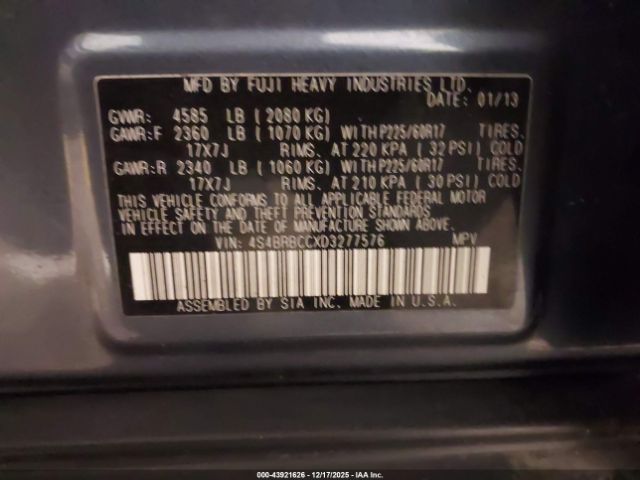 MFD BY FUJI HEAVY INDUSTRIES LTD.
DATE: 01/13
GVWR: 4585 LB ( 2080 KG)
GAWR:F 2360 LB ( 1070 KG) WITHP225/60R17 TIRES.
17X7J RIMS. AT 220 KPA ( 32 PSI) COLD
GAWR:R 2340 LB ( 1060 KG) WITHP225/60R17 TIRES.
17X7J RIMS. AT 210 KPA ( 30 PSI) COLD
THIS VEHICLE CONFORMS TO ALL APPLICABLE FEDERAL MOTOR
VEHICLE SAFETY AND THEFT PREVENTION STANDARDS
IN EFFECT ON THE DATE OF MANUFACTURE SHOWN ABOVE.
VIN: 4S4BRBCCXD3277576 MPV
ASSEMBLED BY SIA INC. MADE IN U.S.A.
000-43921626 - 12/17/2025 - IAA Inc.